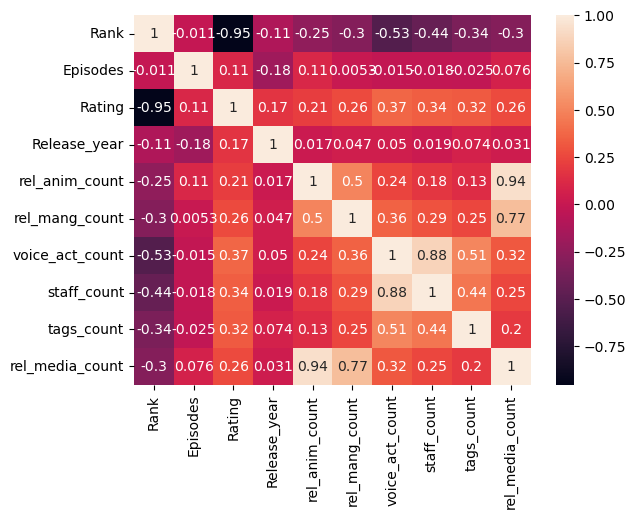 Rank 1 -0.011 -0.95 -0.11 -0.25 -0.3 -0.53 -0.44 -0.34 -0.3
Episodes -0.011 1 0.11 -0.18 0.11 0.0053 -0.015 -0.018 -0.025 0.076
Rating -0.95 0.11 1 0.17 0.21 0.26 0.37 0.34 0.32 0.26
Release_year -0.11 -0.18 0.17 1 0.017 0.047 0.05 0.019 0.074 0.031
rel_anim_count -0.25 0.11 0.21 0.017 1 0.5 0.24 0.18 0.13 0.94
rel_mang_count -0.3 0.0053 0.26 0.047 0.5 1 0.36 0.29 0.25 0.77
voice_act_count -0.53 -0.015 0.37 0.05 0.24 0.36 1 0.88 0.51 0.32
staff_count -0.44 -0.018 0.34 0.019 0.18 0.29 0.88 1 0.44 0.25
tags_count -0.34 -0.025 0.32 0.074 0.13 0.25 0.51 0.44 1 0.2
rel_media_count -0.3 0.076 0.26 0.031 0.94 0.77 0.32 0.25 0.2 1
Rank
Episodes
Rating
Release_year
rel_anim_count
rel_mang_count
voice_act_count
staff_count
tags_count
rel_media_count
1.00
0.75
0.50
0.25
0.00
−0.25
−0.50
−0.75